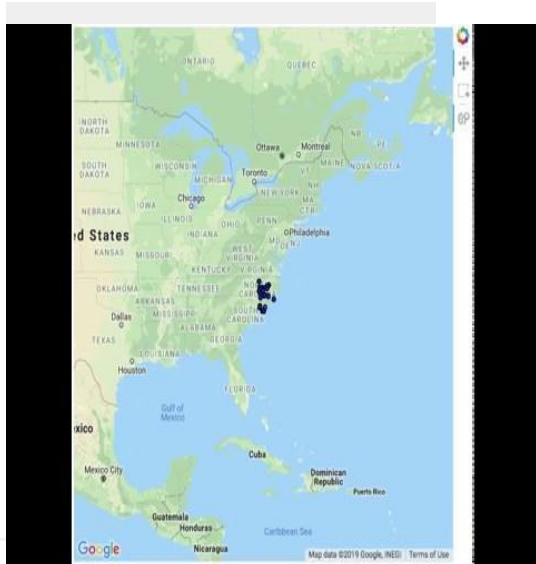 ONTARIO
QUEBEC
NORTH
DAKOTA
MINNESOTA
Ottawa
Montreal
NB
PE
SOUTH
DAKOTA
WISCONSIN
MICHIGAN
Toronto
VT
MAINE
NOVA SCOTIA
NH
Chicago
NEW YORK
MA
NEBRASKA
IOWA
CT RI
ILLINOIS
OHIO
PENN
ed States
INDIANA
Philadelphia
MD
DE NJ
KANSAS
MISSOURI
WEST
VIRGINIA
KENTUCKY
VIRGINIA
OKLAHOMA
TENNESSEE
ARKANSAS
Dallas
MISSISSIPPI
SOUTH
CAROLINA
ALABAMA
TEXAS
GEORGIA
LOUISIANA
Houston
FLORIDA
Gulf of
Mexico
xico
Cuba
Mexico City
Dominican
Republic
Puerto Rico
Guatemala
Honduras
Caribbean Sea
Nicaragua
Google
Map data ©2019 Google, INEGI
Terms of Use